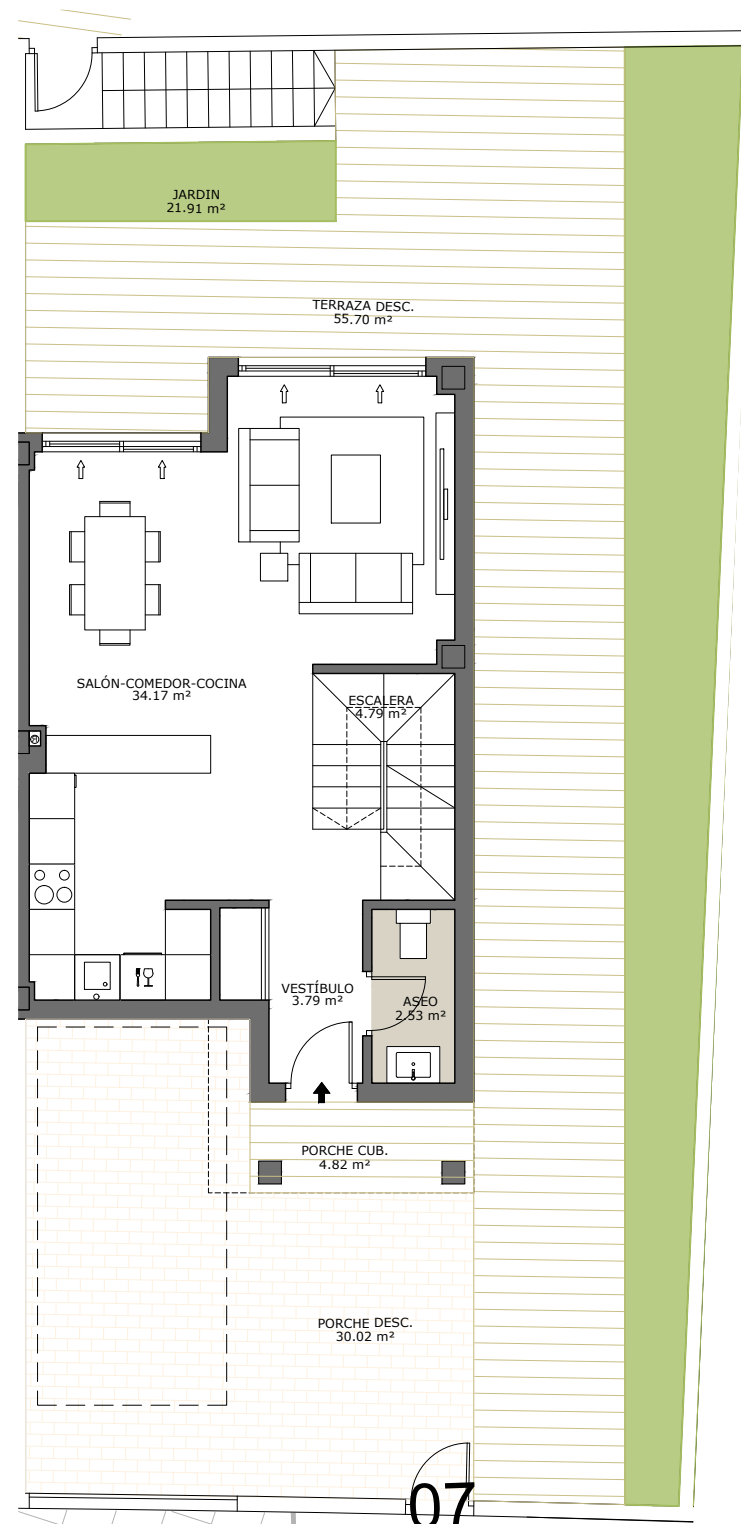 JARDIN
21.91 m²
TERRAZA DESC.
55.70 m²
SALÓN-COMEDOR-COCINA
34.17 m²
ESCALERA
4.79 m²
VESTÍBULO
3.79 m²
ASEO
2.53 m²
PORCHE CUB.
4.82 m²
PORCHE DESC.
30.02 m²
07